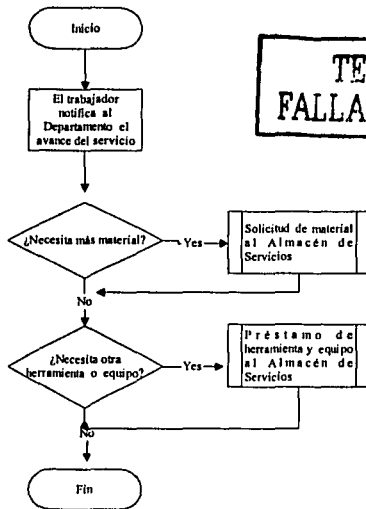 Inicio
El trabajador
notifica al
Departamento el
avance del servicio
TE
FALLA
¿Necesita más material?
Yes
Solicitud de material
al Almacén de
Servicios
No
¿Necesita otra
herramienta o equipo?
Yes
Préstamo de
herramienta y equipo
al Almacén de
Servicios
No
Fin